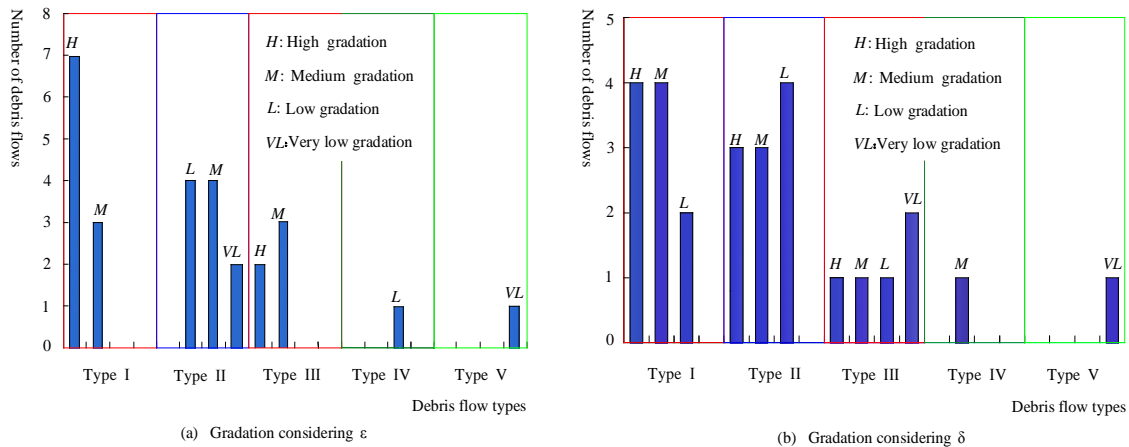 Number of debris
flows
8
7
6
5
4
3
2
1
0
H
M
L
M
VL
H
M
L
VL
H: High gradation
M: Medium gradation
L: Low gradation
VL:Very low gradation
Type I
Type II
Type III
Type IV
Type V
Debris flow types
(a) Gradation considering ε
Number of debris
flows
5
4
3
2
1
0
H
M
L
H
M
L
H
M
L
VL
M
VL
H: High gradation
M: Medium gradation
L: Low gradation
VL:Very low gradation
Type I
Type II
Type III
Type IV
Type V
Debris flow types
(b) Gradation considering δ